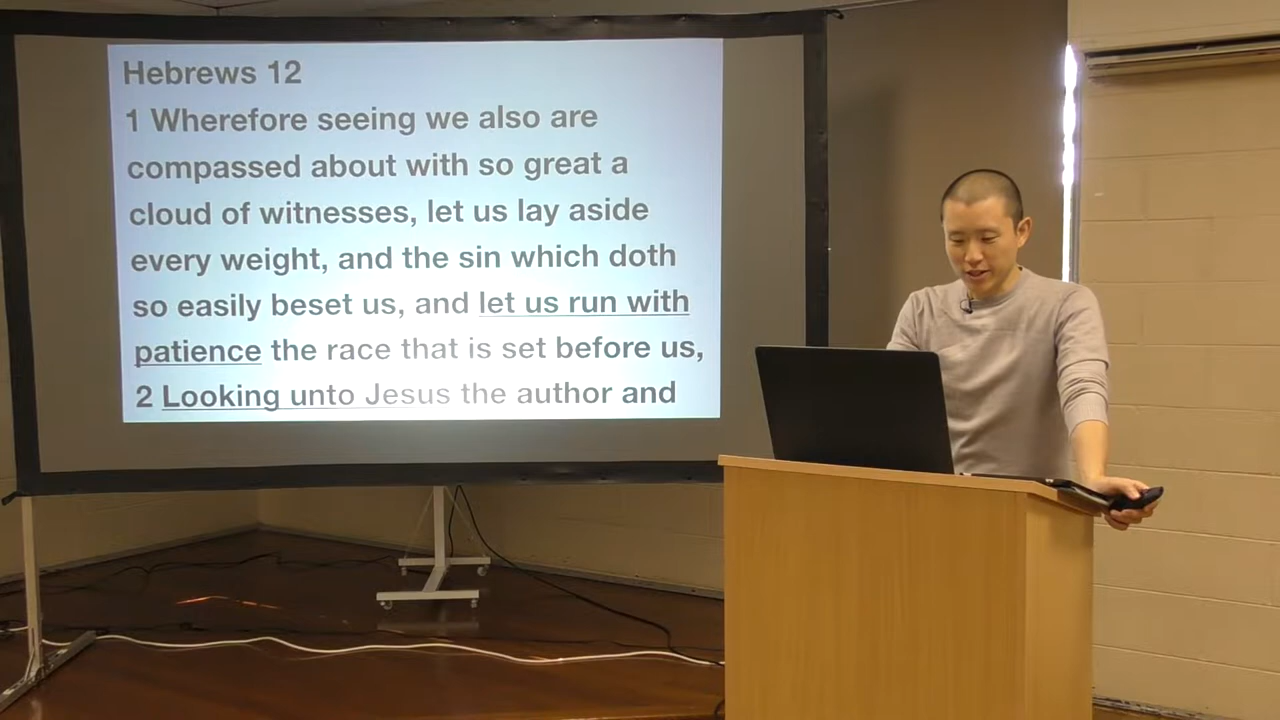 Hebrews 12
1 Wherefore seeing we also are
compassed about with so great a
cloud of witnesses, let us lay aside
every weight, and the sin which doth
so easily beset us, and let us run with
patience the race that is set before us,
2 Looking unto Jesus the author and